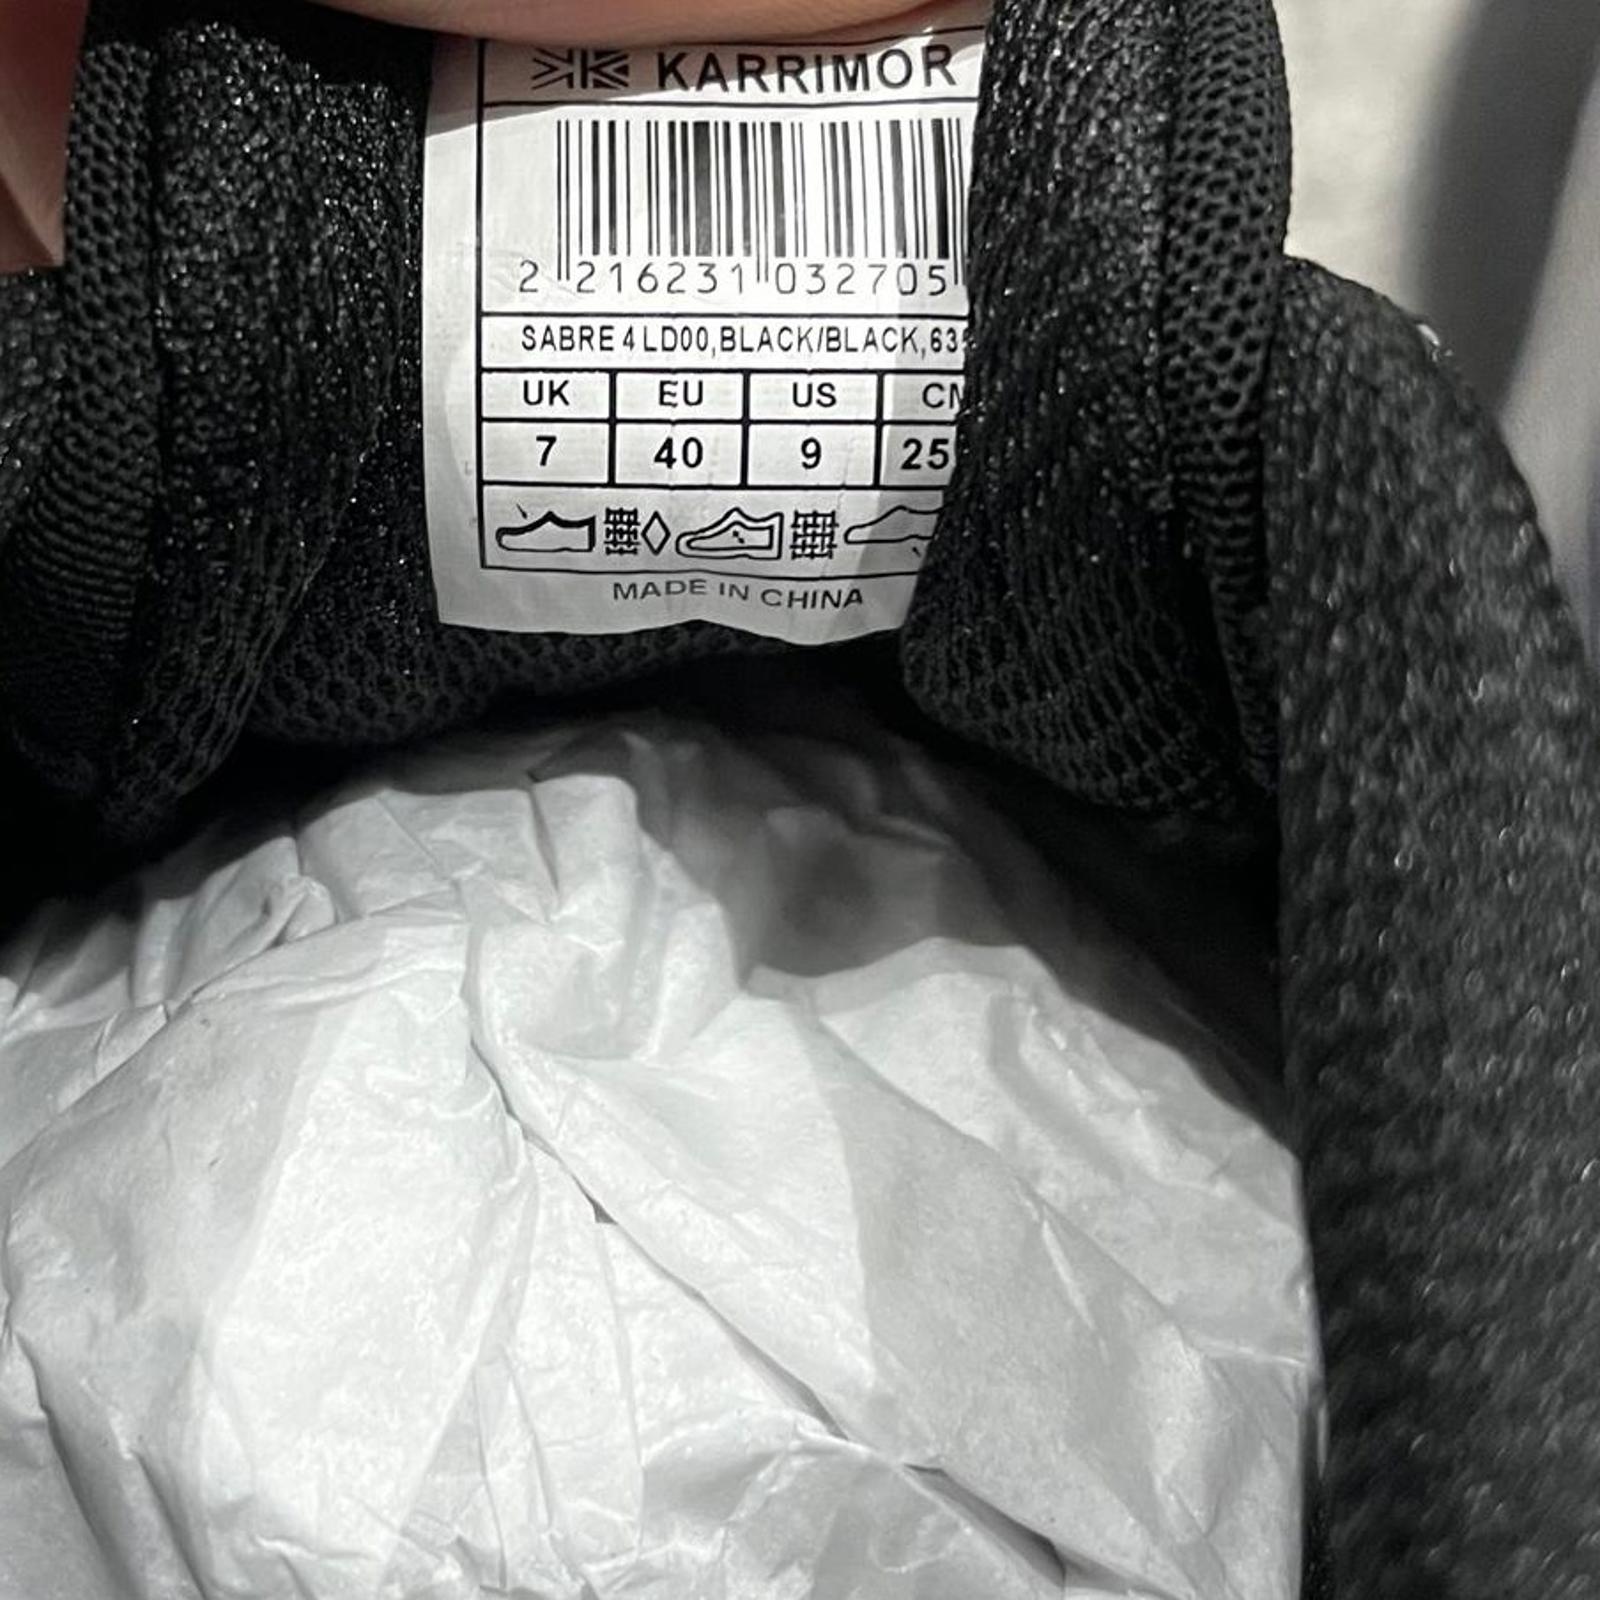 KARRIMOR
2 216231 032705
SABRE 4 LD00,BLACK/BLACK,63
UK EU US
7 40 9 25
MADE IN CHINA